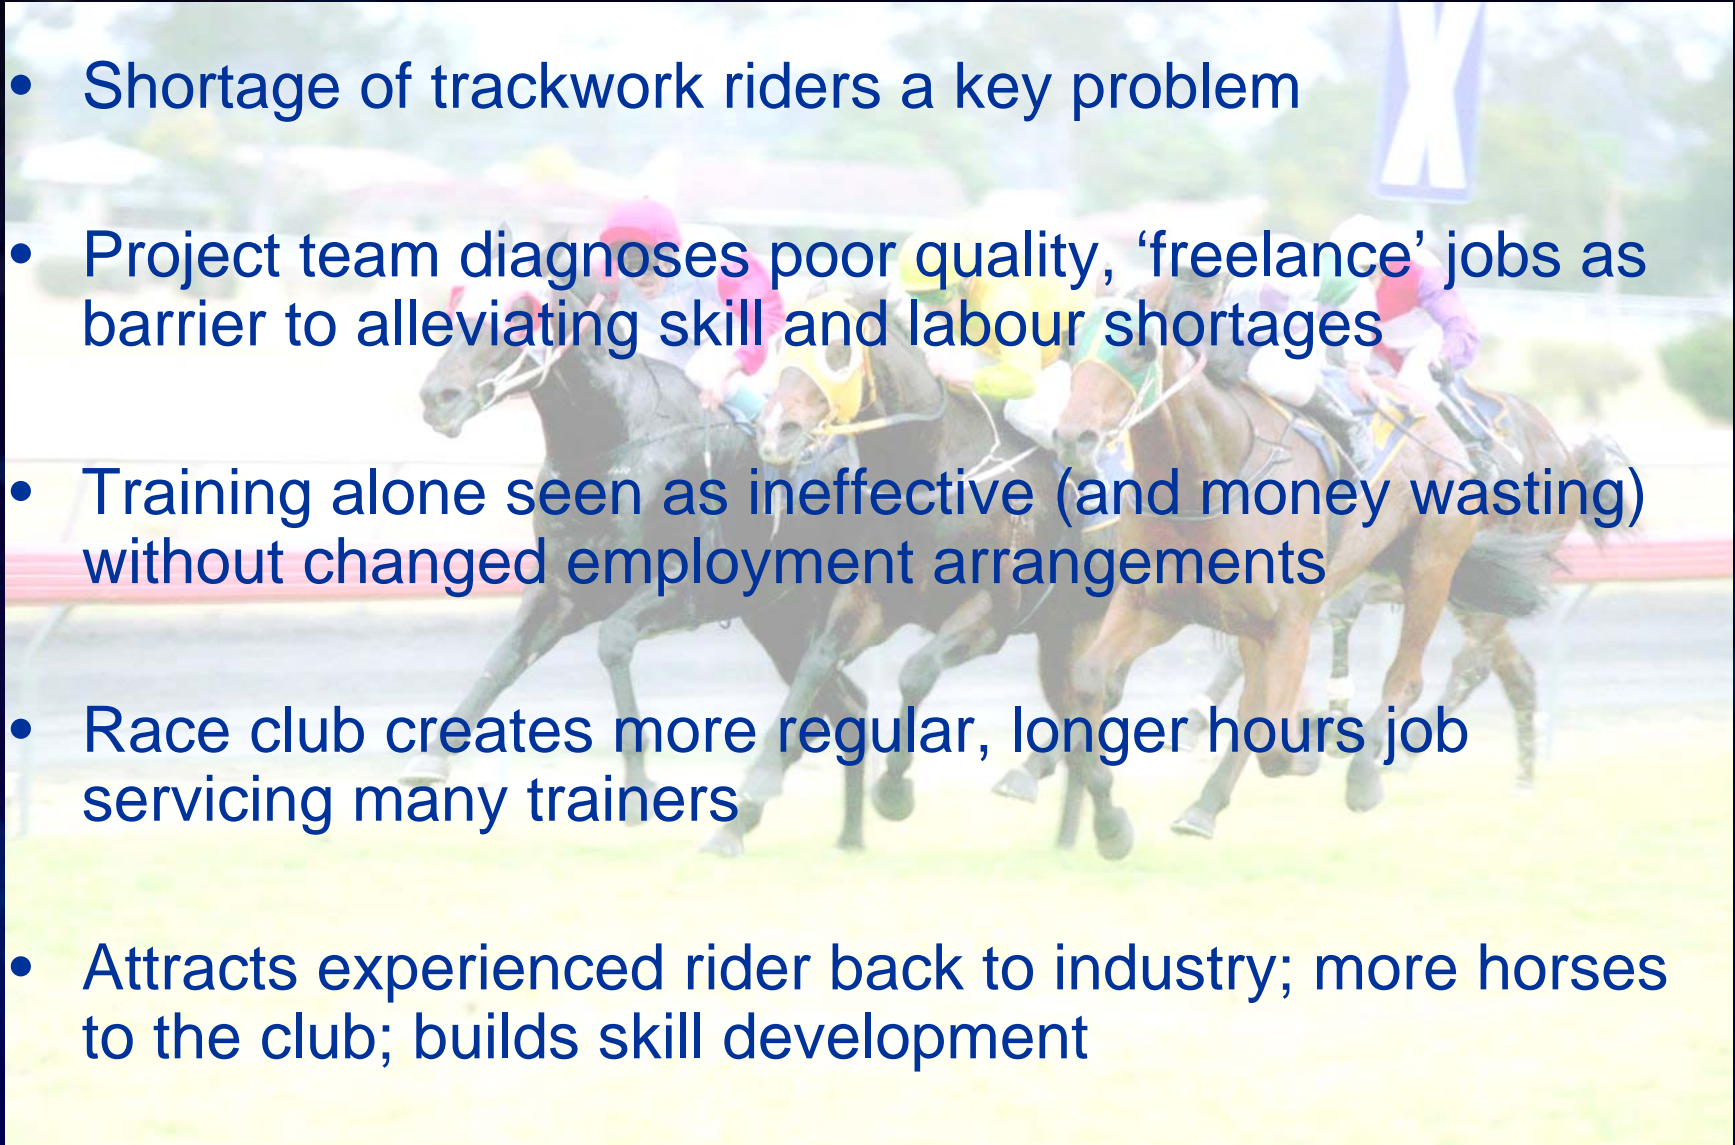 • Shortage of trackwork riders a key problem
• Project team diagnoses poor quality, ‘freelance’ jobs as
barrier to alleviating skill and labour shortages
• Training alone seen as ineffective (and money wasting)
without changed employment arrangements
• Race club creates more regular, longer hours job
servicing many trainers
• Attracts experienced rider back to industry; more horses
to the club; builds skill development